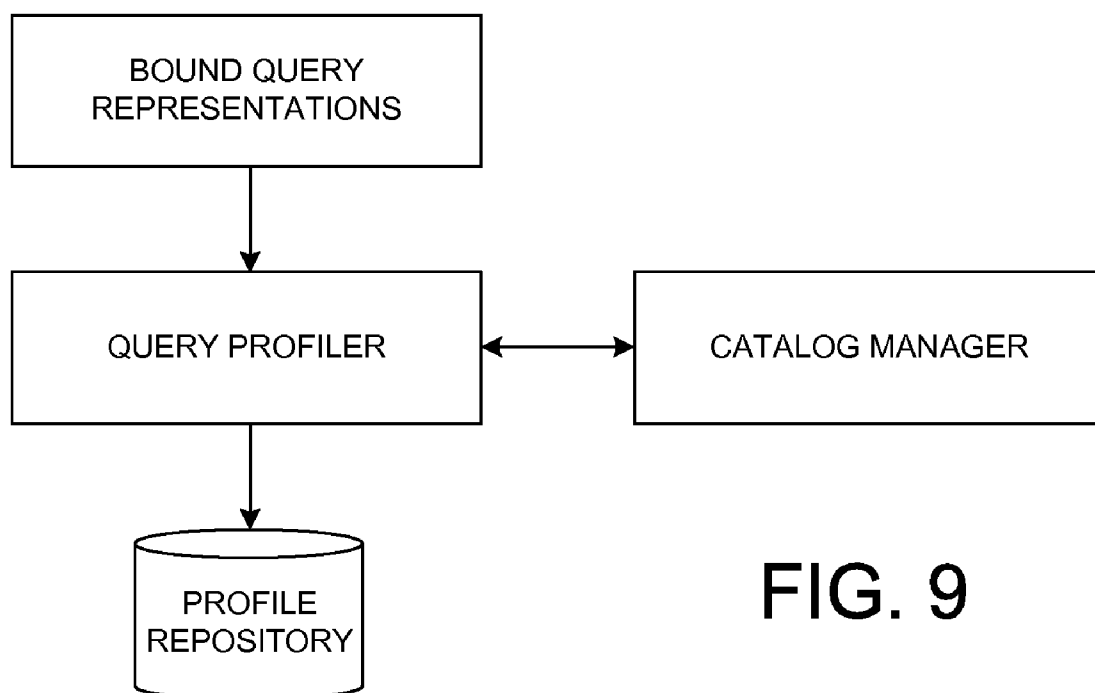 BOUND QUERY
REPRESENTATIONS
QUERY PROFILER
CATALOG MANAGER
PROFILE
REPOSITORY
FIG. 9